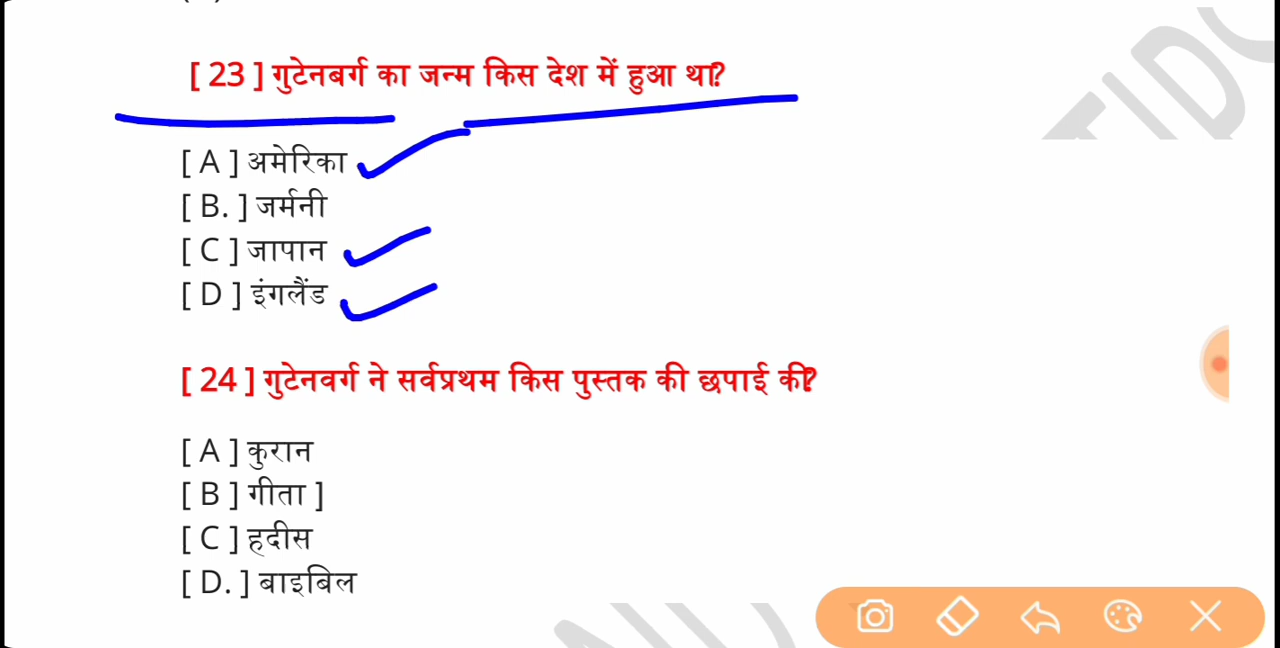 [ 23 ] गुटेनबर्ग का जन्म किस देश में हुआ था?
[ A ] अमेरिका
[ B. ] जर्मनी
[ C ] जापान
[ D ] इंगलैंड
[ 24 ] गुटेनवर्ग ने सर्वप्रथम किस पुस्तक की छपाई की?
[ A ] कुरान
[ B ] गीता ]
[ C ] हदीस
[ D. ] बाइबिल